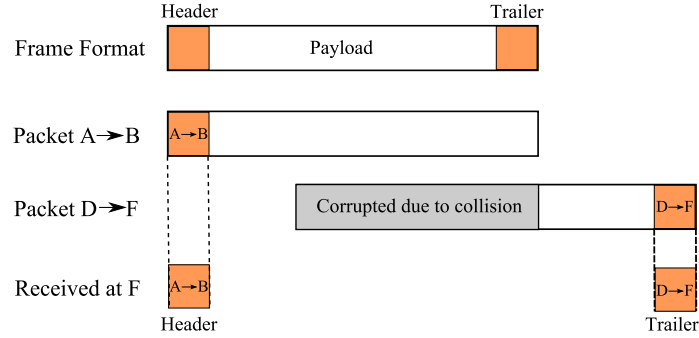 Header Trailer
Frame Format Payload
Packet A→B A→B
Packet D→F Corrupted due to collision D→F
Received at F A→B D→F
Header Trailer